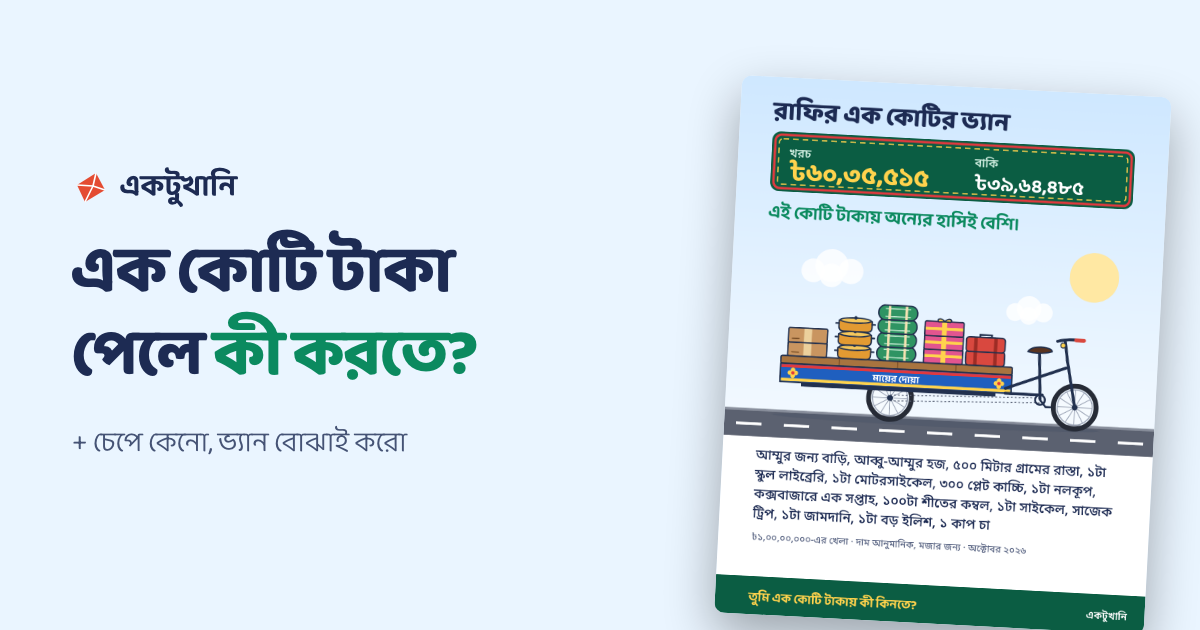 একটুখানি
এক কোটি টাকা
পেলে কী করতে?
+ চেপে কেনো, ভ্যান বোঝাই করো
রাফির এক কোটির ভ্যান
খরচ
৳৬০,৩৫,৫১৫
বাকি
৳৩৯,৬৪,৪৮৫
এই কোটি টাকায় অন্যের হাসিই বেশি।
মায়ের দোয়া
আম্মুর জন্য বাড়ি, আব্বু-আম্মুর হজ, ৫০০ মিটার গ্রামের রাস্তা, ১টা
স্কুল লাইব্রেরি, ১টা মোটরসাইকেল, ৩০০ প্লেট কাচ্চি, ১টা নলকূপ,
কক্সবাজারে এক সপ্তাহ, ১০০টা শীতের কম্বল, ১টা সাইকেল, সাজেক
ট্রিপ, ১টা জামদানি, ১টা বড় ইলিশ, ১ কাপ চা
৳১,০০,০০,০০০-এর খেলা · দাম আনুমানিক, মজার জন্য · অক্টোবর ২০২৬
তুমি এক কোটি টাকায় কী কিনতে?
একটুখানি